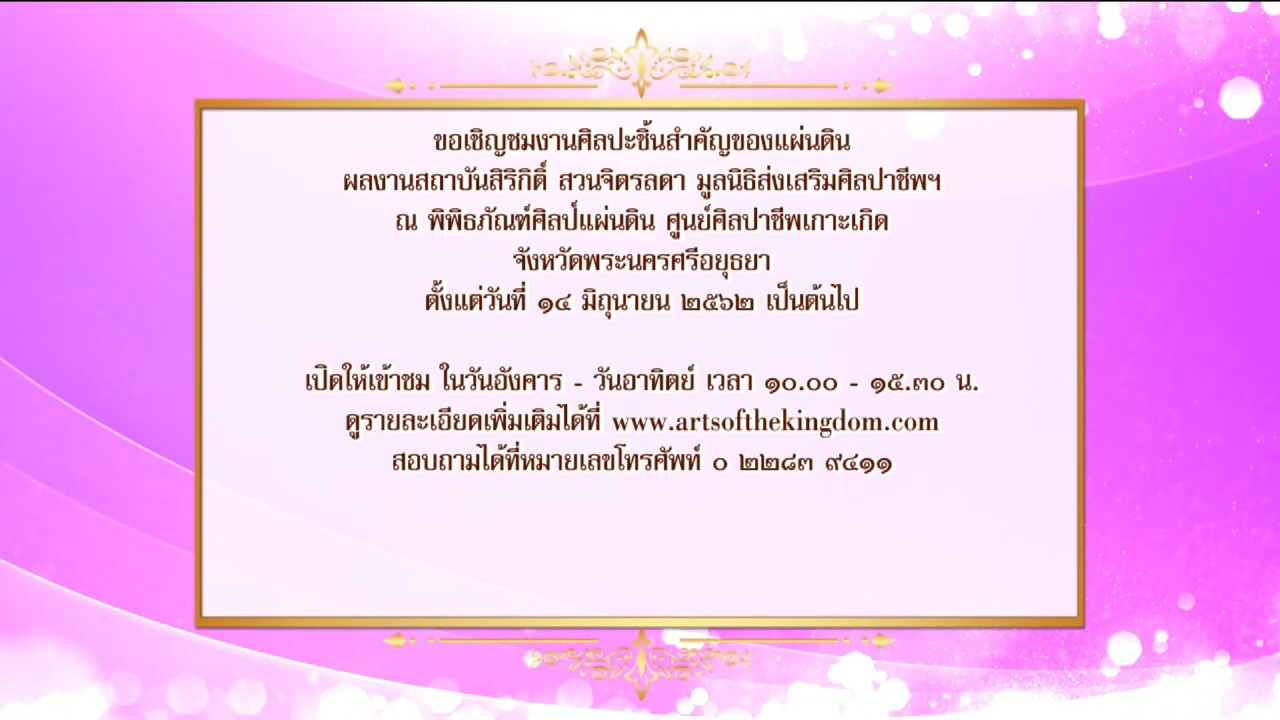 ขอเชิญชมงานศิลปะชิ้นสำคัญของแผ่นดิน
ผลงานสถาบันสิริกิติ์ สวนจิตรลดา มูลนิธิส่งเสริมศิลปาชีพฯ
ณ พิพิธภัณฑ์ศิลป์แผ่นดิน ศูนย์ศิลปาชีพเกาะเกิด
จังหวัดพระนครศรีอยุธยา
ตั้งแต่วันที่ ๑๔ มิถุนายน ๒๕๖๒ เป็นต้นไป
เปิดให้เข้าชม ในวันอังคาร - วันอาทิตย์ เวลา ๑๐.๐๐ - ๑๕.๓๐ น.
ดูรายละเอียดเพิ่มเติมได้ที่ www.artsofthekingdom.com
สอบถามได้ที่หมายเลขโทรศัพท์ ๐ ๒๒๘๓ ๙๔๑๑